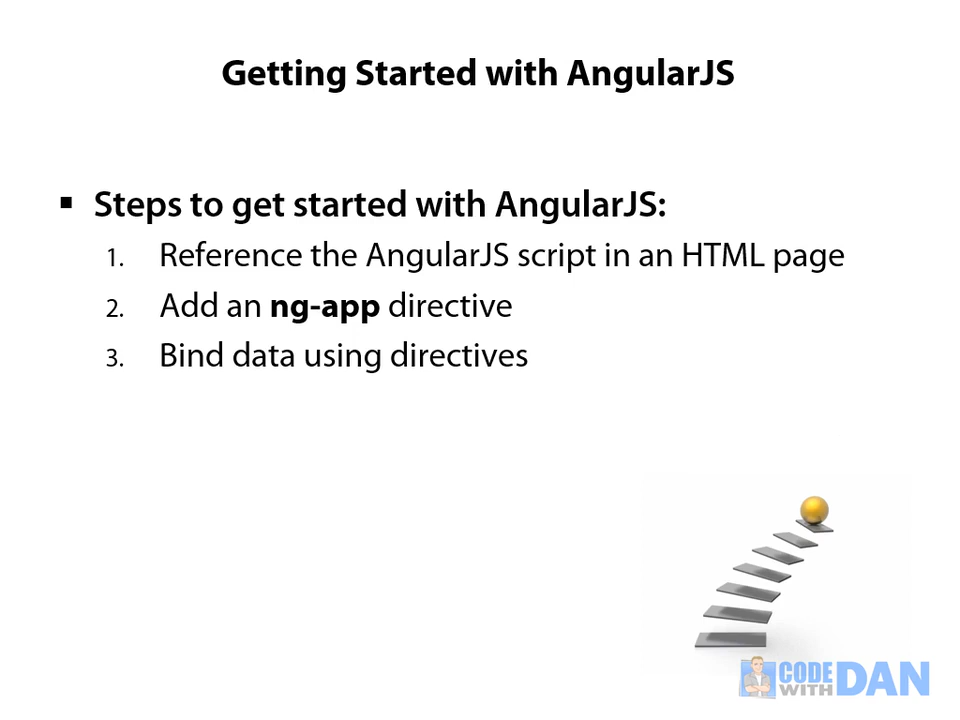 Getting Started with AngularJS
▪ Steps to get started with AngularJS:
1. Reference the AngularJS script in an HTML page
2. Add an ng-app directive
3. Bind data using directives
CODE
WITH DAN